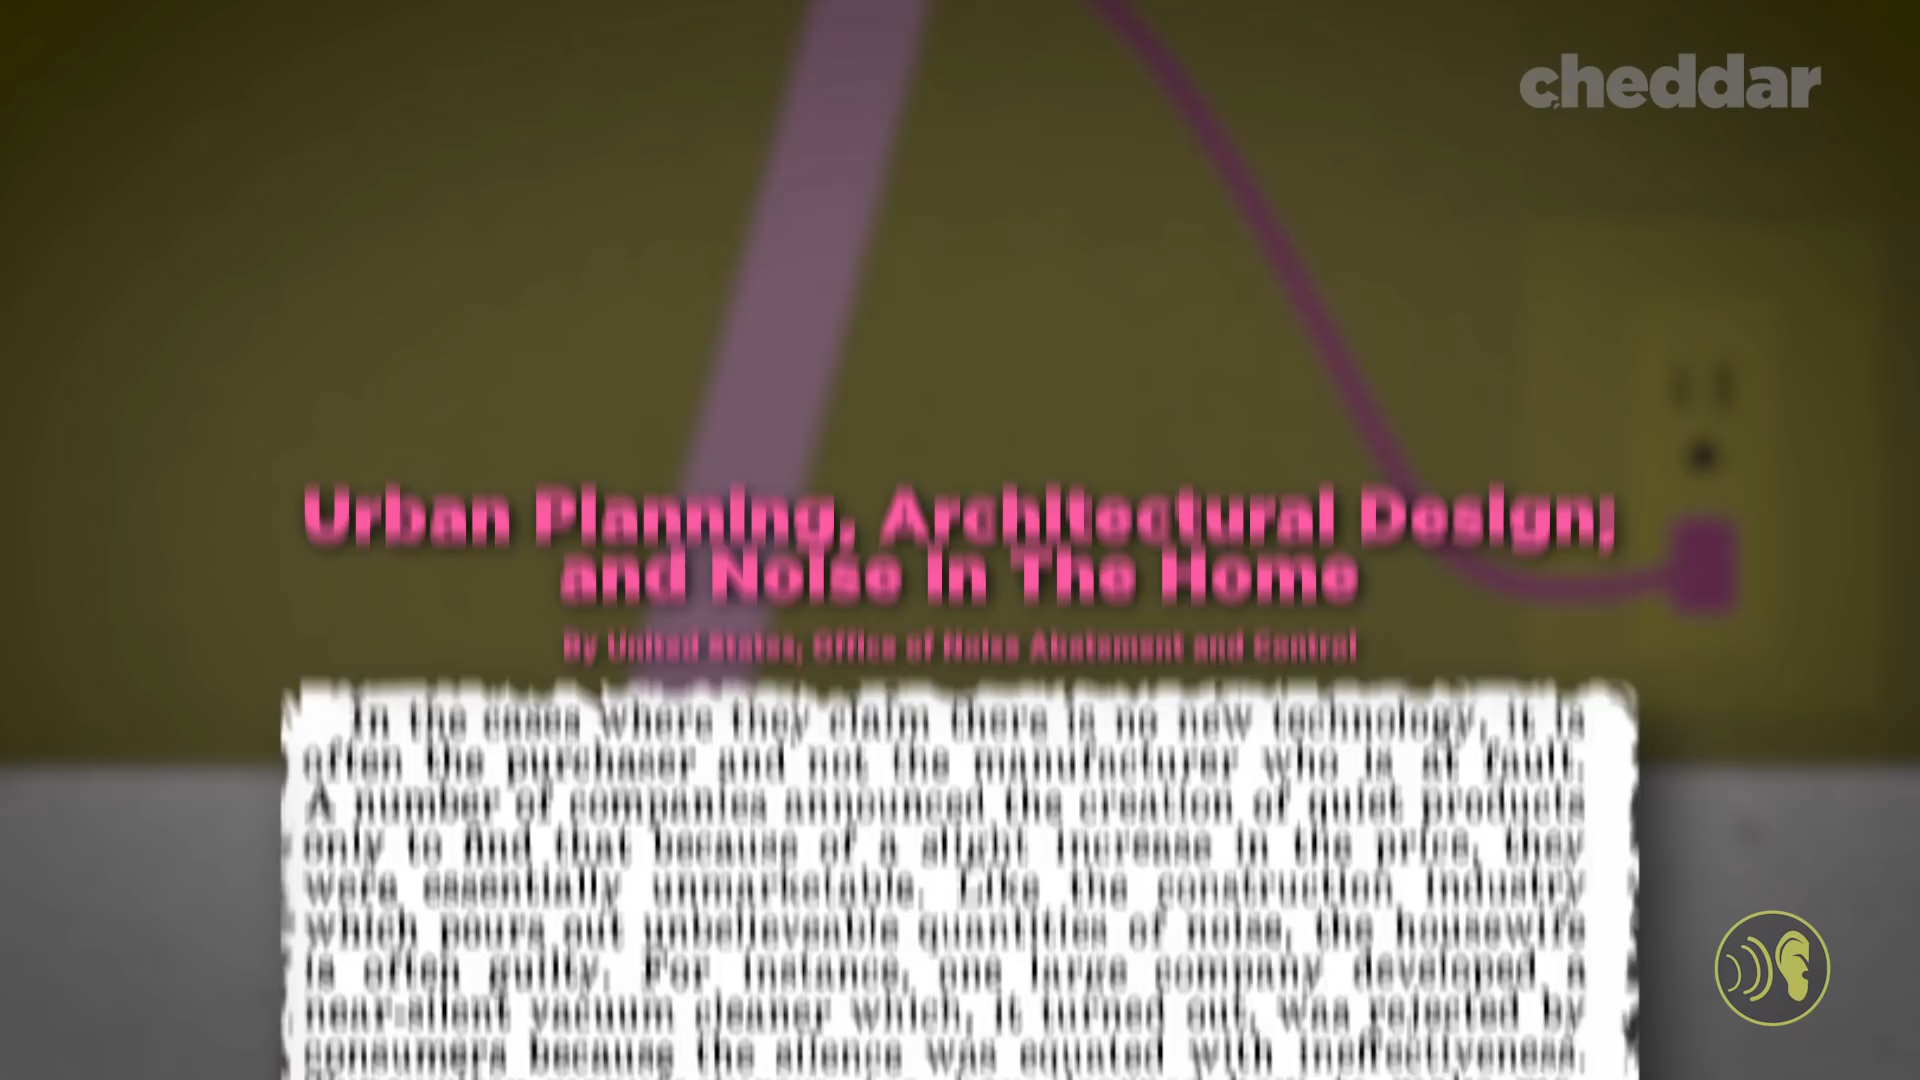 cheddar
Urban Planning, Architectural Design;
and Noise In The Home
By United States, Office of Noise Abatement and Control
In the cases where they claim there is no new technology, it is
often the purchaser and not the manufacturer who is at fault.
A number of companies announced the creation of quiet products
only to find that because of a slight increase in the price, they
were essentially unmarketable. Like the construction industry
which pours out unbelievable quantities of noise, the housewife
is often guilty. For instance, one large company developed a
near-silent vacuum cleaner which, it turned out, was rejected by
consumers because the silence was equated with ineffectiveness.